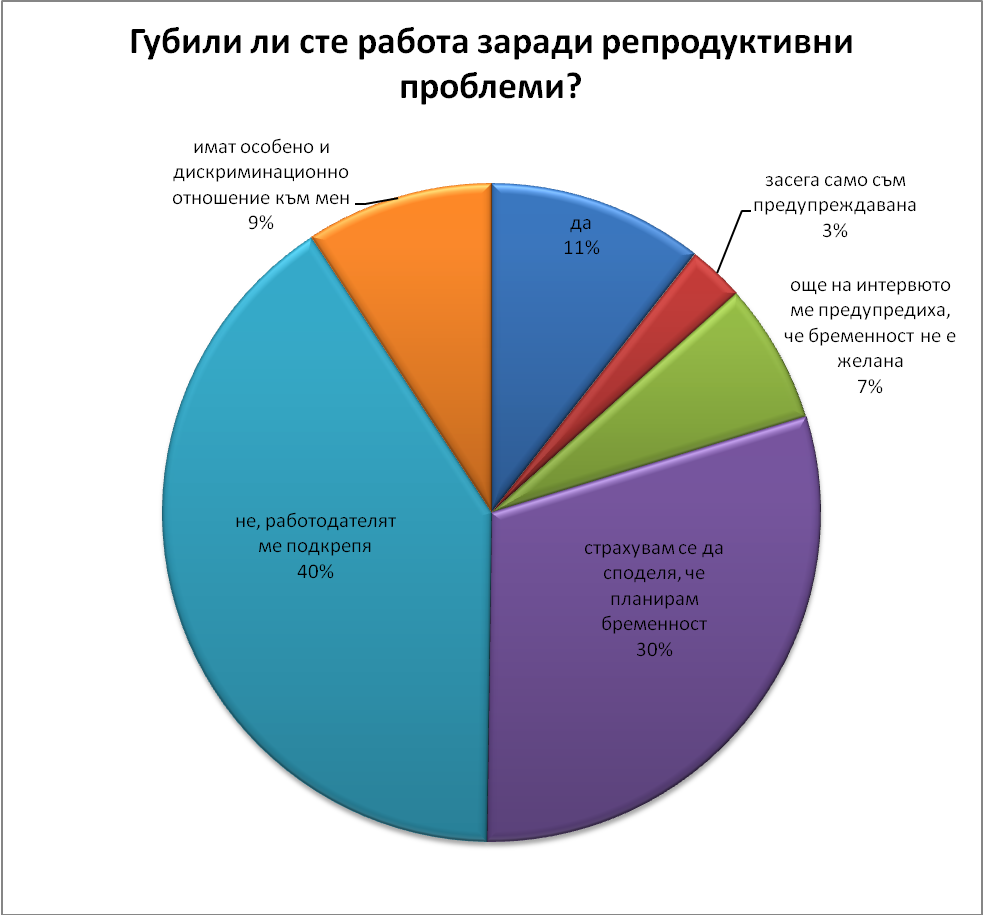 Губили ли сте работа заради репродуктивни
проблеми?
имат особено и
дискриминационно
отношение към мен
9%
да
11%
засега само съм
предупреждавана
3%
още на интервюто
ме предупредиха,
че бременност не е
желана
7%
не, работодателят
ме подкрепя
40%
страхувам се да
споделя, че
планирам
бременност
30%